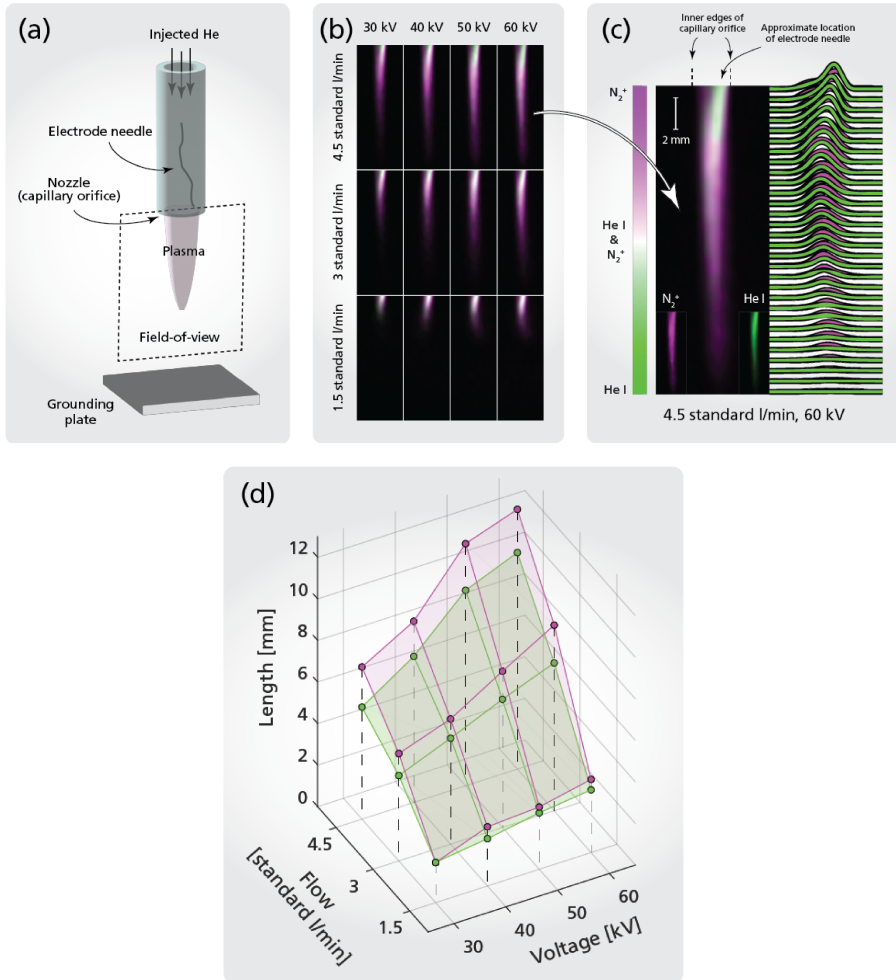 (a)
Injected He
Electrode needle
Nozzle
(capillary orifice)
Plasma
Field-of-view
Grounding
plate
(b)
30 kV 40 kV 50 kV 60 kV
4.5 standard l/min
3 standard l/min
1.5 standard l/min
(c)
Inner edges of
capillary orifice
Approximate location
of electrode needle
N₂⁺
He I
&
N₂⁺
He I
2 mm
N₂⁺
He I
4.5 standard l/min, 60 kV
(d)
Length [mm]
12
10
8
6
4
2
0
4.5
3
1.5
Flow
[standard l/min]
30
40
50
60
Voltage [kV]